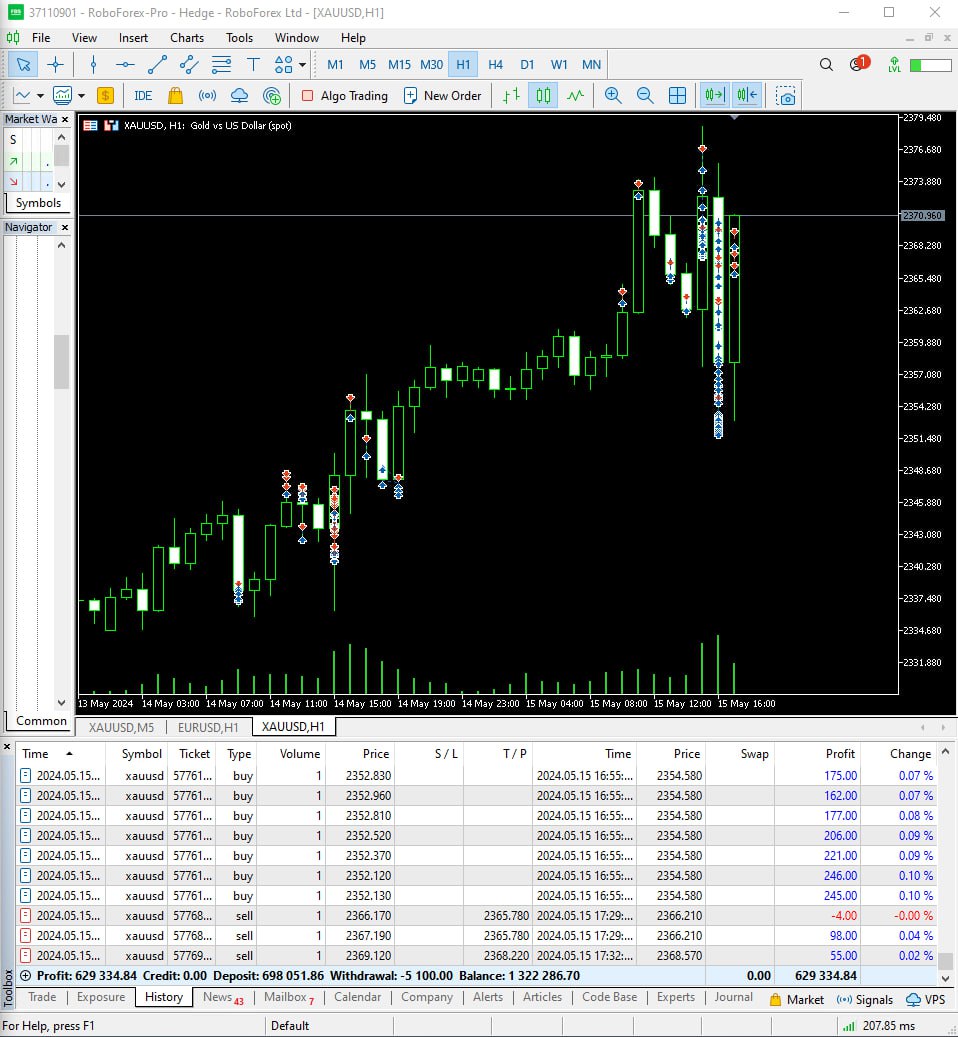 FBS 37110901 - RoboForex-Pro - Hedge - RoboForex Ltd - [XAUUSD,H1]
File View Insert Charts Tools Window Help
M1 M5 M15 M30 H1 H4 D1 W1 MN 1 LVL
$ IDE Algo Trading New Order
Market Wa
S
Symbols
Navigator
Common
XAUUSD, H1: Gold vs US Dollar (spot)
2379.480
2376.680
2373.880
2370.960
2368.280
2365.480
2362.680
2359.880
2357.080
2354.280
2351.480
2348.680
2345.880
2343.080
2340.280
2337.480
2334.680
2331.880
13 May 2024 14 May 03:00 14 May 07:00 14 May 11:00 14 May 15:00 14 May 19:00 14 May 23:00 15 May 04:00 15 May 08:00 15 May 12:00 15 May 16:00
XAUUSD,M5 EURUSD,H1 XAUUSD,H1
Time Symbol Ticket Type Volume Price S / L T / P Time Price Swap Profit Change
2024.05.15... xauusd 57761... buy 1 2352.830 2024.05.15 16:55:... 2354.580 175.00 0.07 %
2024.05.15... xauusd 57761... buy 1 2352.960 2024.05.15 16:55:... 2354.580 162.00 0.07 %
2024.05.15... xauusd 57761... buy 1 2352.810 2024.05.15 16:55:... 2354.580 177.00 0.08 %
2024.05.15... xauusd 57761... buy 1 2352.520 2024.05.15 16:55:... 2354.580 206.00 0.09 %
2024.05.15... xauusd 57761... buy 1 2352.370 2024.05.15 16:55:... 2354.580 221.00 0.09 %
2024.05.15... xauusd 57761... buy 1 2352.120 2024.05.15 16:55:... 2354.580 246.00 0.10 %
2024.05.15... xauusd 57761... buy 1 2352.130 2024.05.15 16:55:... 2354.580 245.00 0.10 %
2024.05.15... xauusd 57768... sell 1 2366.170 2365.780 2024.05.15 17:29:... 2366.210 -4.00 -0.00 %
2024.05.15... xauusd 57768... sell 1 2367.190 2365.780 2024.05.15 17:29:... 2366.210 98.00 0.04 %
2024.05.15... xauusd 57769... sell 1 2369.120 2368.220 2024.05.15 17:32:... 2368.570 55.00 0.02 %
Profit: 629 334.84 Credit: 0.00 Deposit: 698 051.86 Withdrawal: -5 100.00 Balance: 1 322 286.70 0.00 629 334.84
Toolbox
Trade Exposure History News 43 Mailbox 7 Calendar Company Alerts Articles Code Base Experts Journal Market Signals VPS
For Help, press F1 Default 207.85 ms